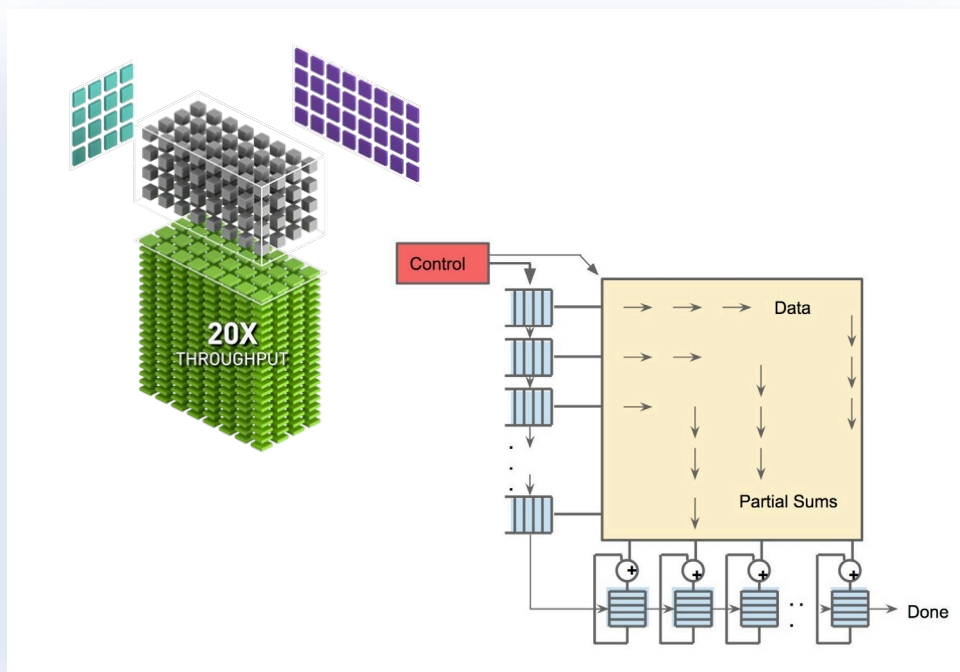 20X
THROUGHPUT
Control
Data
Partial Sums
+
+
+
+
Done